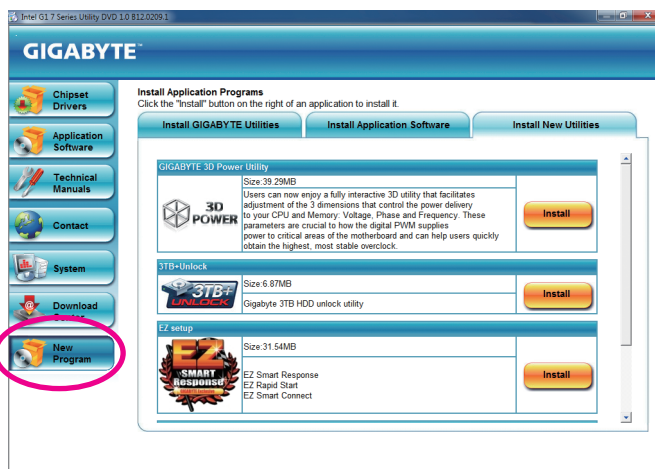 Intel G1 7 Series Utility DVD 1.0 B12.0209.1
GIGABYTE™
Chipset
Drivers
Application
Software
Technical
Manuals
Contact
System
Download
Center
New
Program
Install Application Programs
Click the "Install" button on the right of an application to install it.
Install GIGABYTE Utilities
Install Application Software
Install New Utilities
GIGABYTE 3D Power Utility
3D
POWER
Size:39.29MB
Users can now enjoy a fully interactive 3D utility that facilitates
adjustment of the 3 dimensions that control the power delivery
to your CPU and Memory: Voltage, Phase and Frequency. These
parameters are crucial to how the digital PWM supplies
power to critical areas of the motherboard and can help users quickly
obtain the highest, most stable overclock.
Install
3TB+Unlock
3TB+
UNLOCK
Size:6.87MB
Gigabyte 3TB HDD unlock utility
Install
EZ setup
EZ
SMART
Response
Size:31.54MB
EZ Smart Response
EZ Rapid Start
EZ Smart Connect
Install